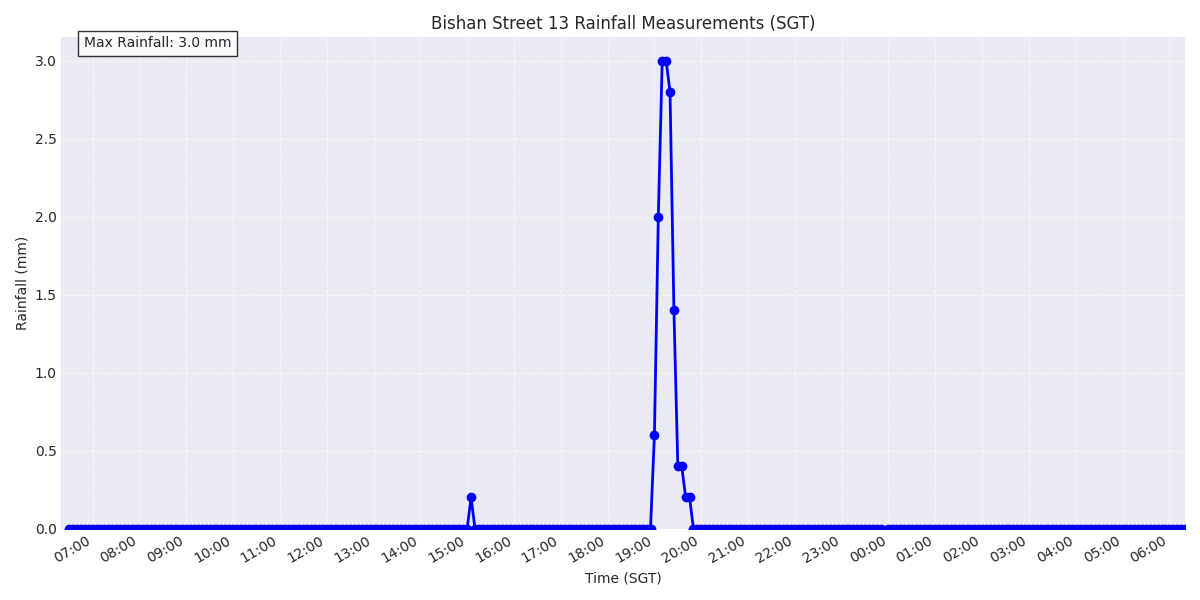 Bishan Street 13 Rainfall Measurements (SGT)
Max Rainfall: 3.0 mm
Rainfall (mm)
3.0
2.5
2.0
1.5
1.0
0.5
0.0
07:00 08:00 09:00 10:00 11:00 12:00 13:00 14:00 15:00 16:00 17:00 18:00 19:00 20:00 21:00 22:00 23:00 00:00 01:00 02:00 03:00 04:00 05:00 06:00
Time (SGT)